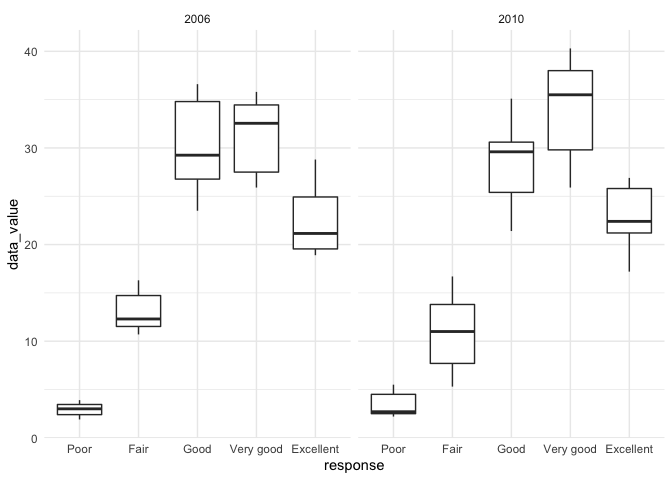 2006
2010
40
30
20
10
0
data_value
Poor
Fair
Good
Very good
Excellent
Poor
Fair
Good
Very good
Excellent
response